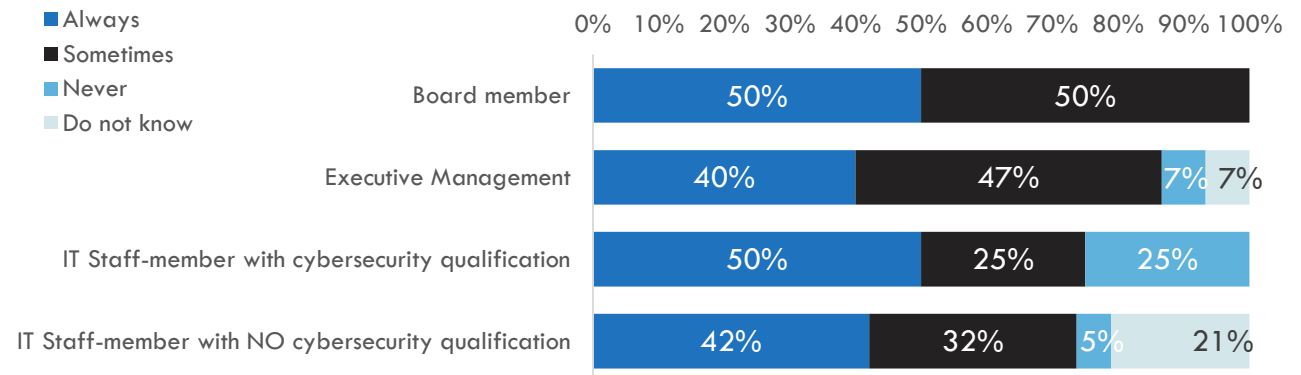 Always
Sometimes
Never
Do not know
0% 10% 20% 30% 40% 50% 60% 70% 80% 90% 100%
Board member 50% 50%
Executive Management 40% 47% 7% 7%
IT Staff-member with cybersecurity qualification 50% 25% 25%
IT Staff-member with NO cybersecurity qualification 42% 32% 5% 21%